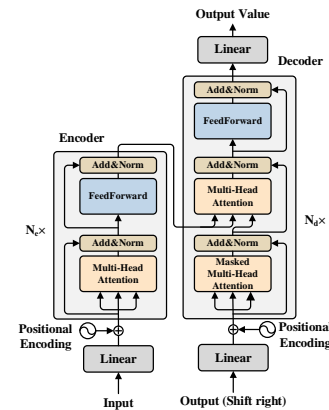 Output Value
Linear
Decoder
Add&Norm
FeedForward
Add&Norm
Multi-Head
Attention
N_d×
Add&Norm
Masked
Multi-Head
Attention
Positional
Encoding
Linear
Output (Shift right)
Encoder
Add&Norm
FeedForward
N_e×
Add&Norm
Multi-Head
Attention
Positional
Encoding
Linear
Input